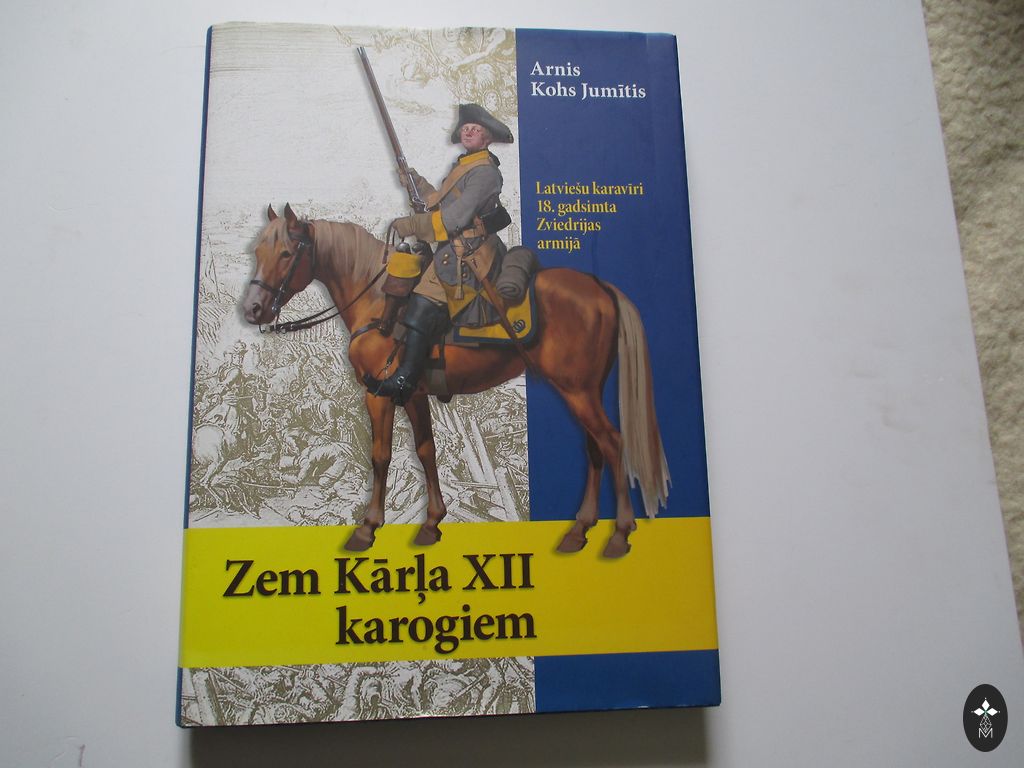 Arnis
Kohs Jumītis
Latviešu karavīri
18. gadsimta
Zviedrijas
armijā
Zem Kārļa XII
karogiem